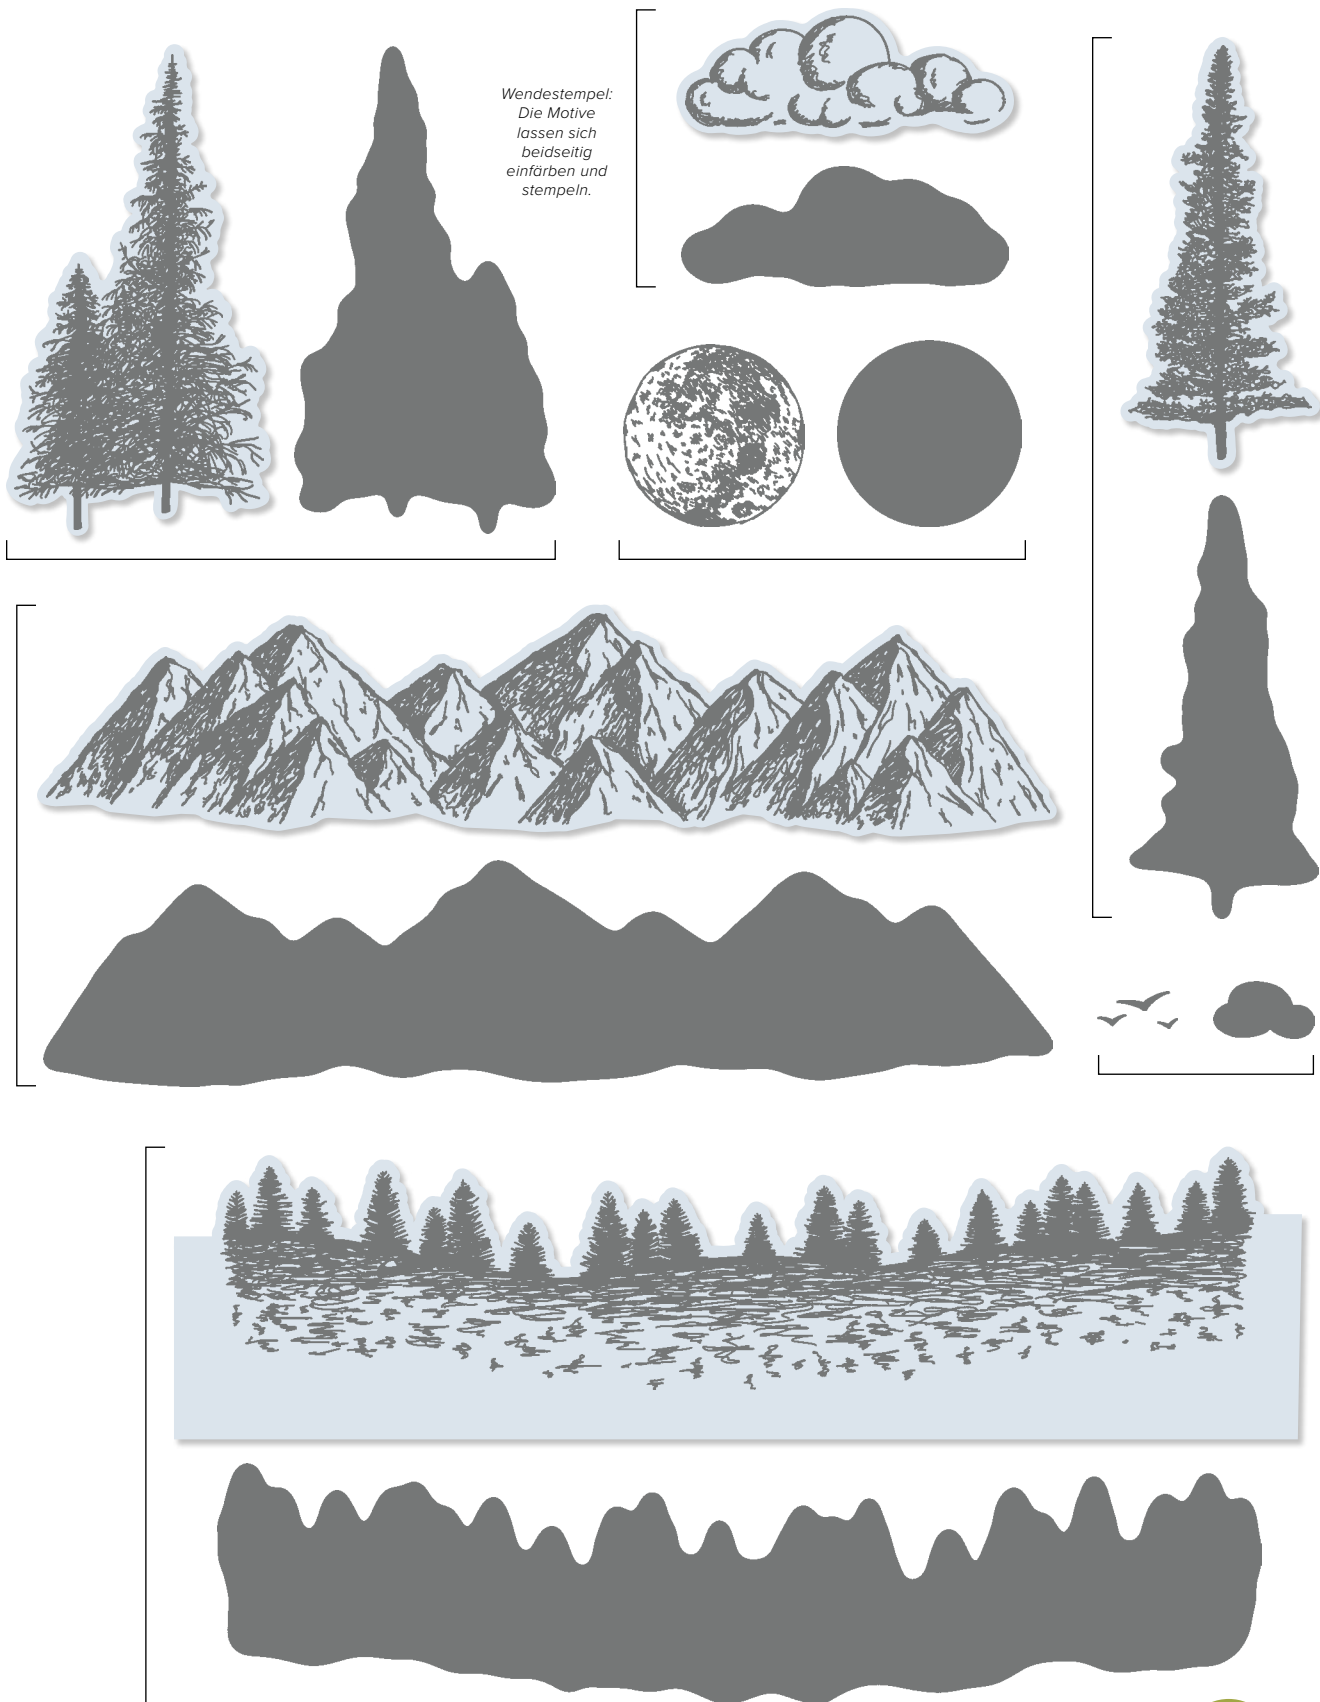 Wendestempel:
Die Motive
lassen sich
beidseitig
einfärben und
stempeln.